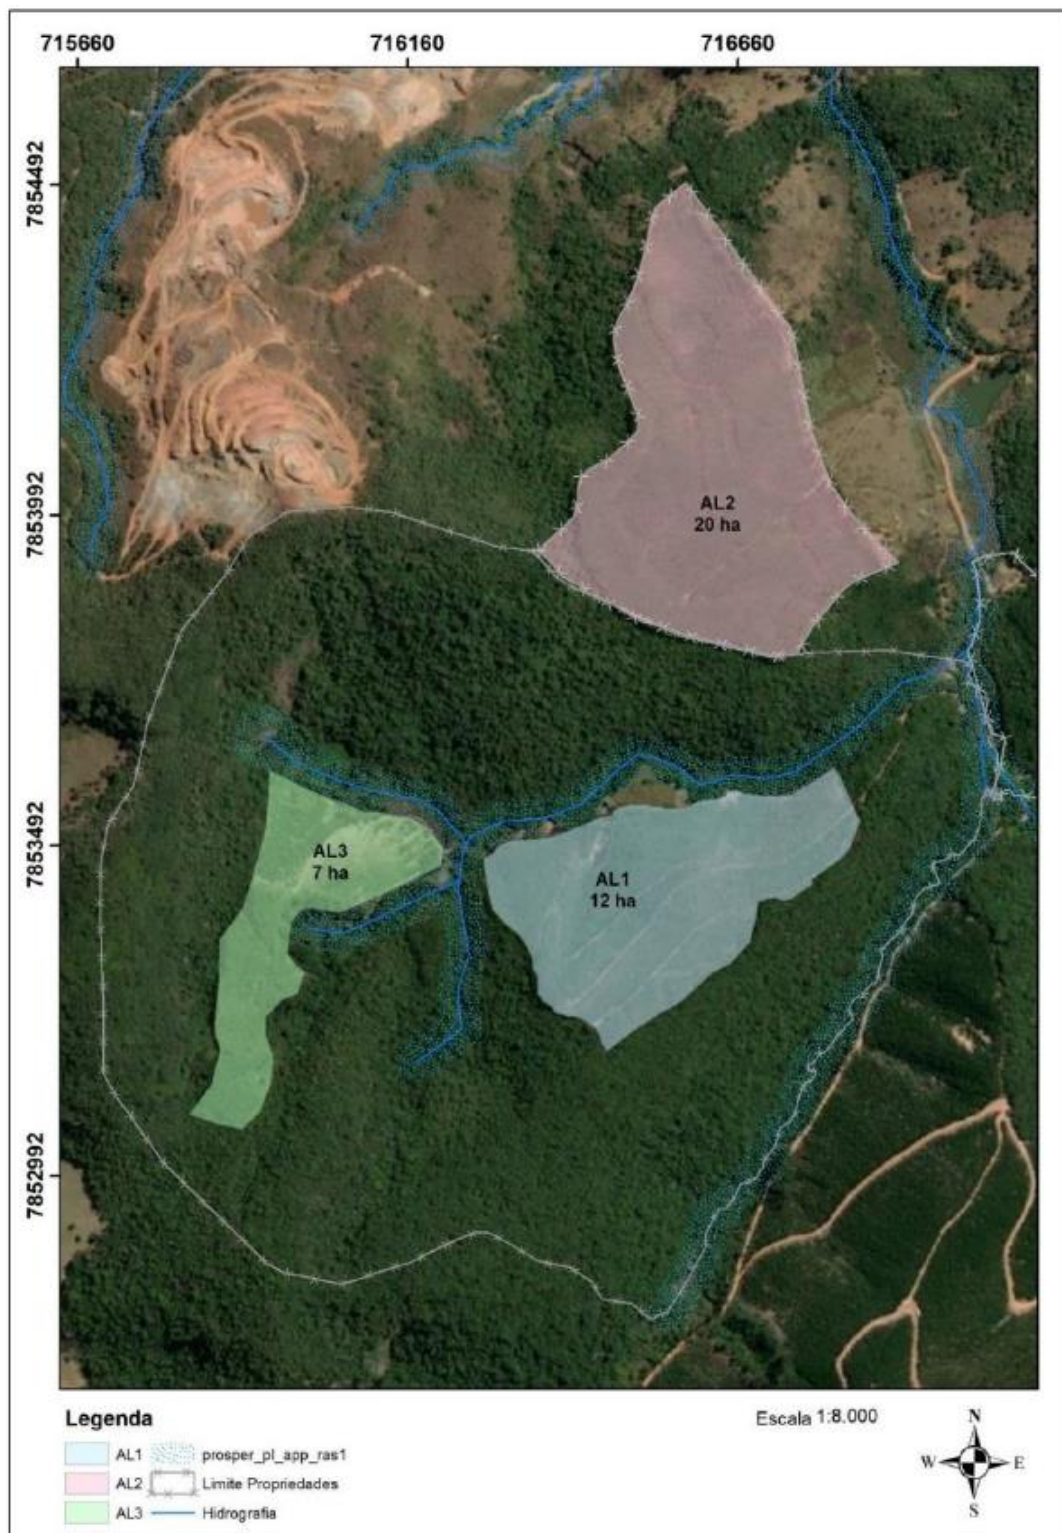 715660 716160 716660
7854492
7853992
7853492
7852992
AL2
20 ha
AL3
7 ha
AL1
12 ha
Legenda
Escala 1:8.000
AL1 prosper_pl_app_ras1
AL2 Limite Propriedades
AL3 Hidrografia
N
W E
S